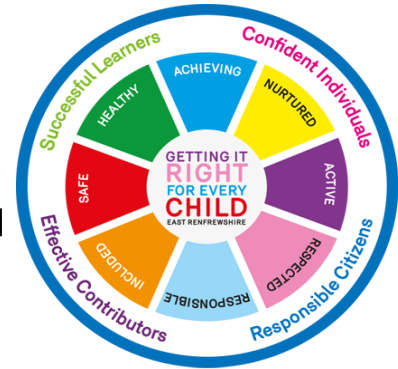 Successful Learners
Confident Individuals
ACHIEVING
NURTURED
ACTIVE
RESPECTED
RESPONSIBLE
INCLUDED
SAFE
HEALTHY
GETTING IT
RIGHT
FOR EVERY
CHILD
EAST RENFREWSHIRE
Effective Contributors
Responsible Citizens